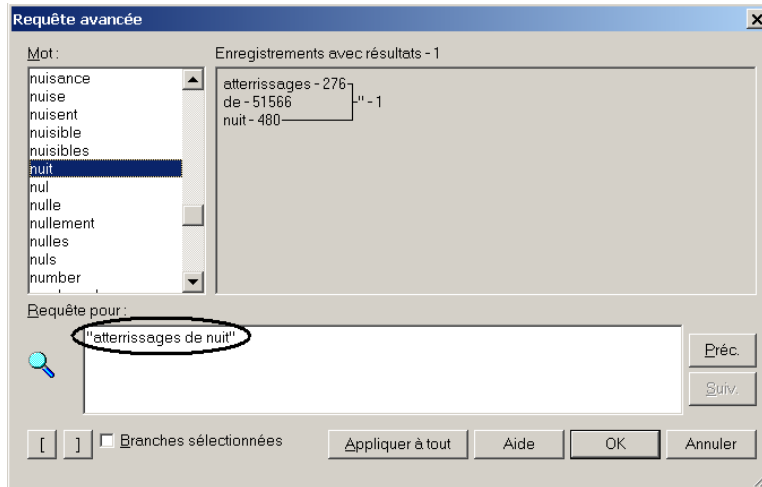 Requête avancée
Mot :
Enregistrements avec résultats - 1
nuisance
nuise
nuisent
nuisible
nuisibles
nuit
nul
nulle
nullement
nulles
nuls
number
atterrissages - 276
de - 51566
nuit - 480
" - 1
Requête pour :
"atterrissages de nuit"
Préc.
Suiv.
[ ]
Branches sélectionnées
Appliquer à tout
Aide
OK
Annuler